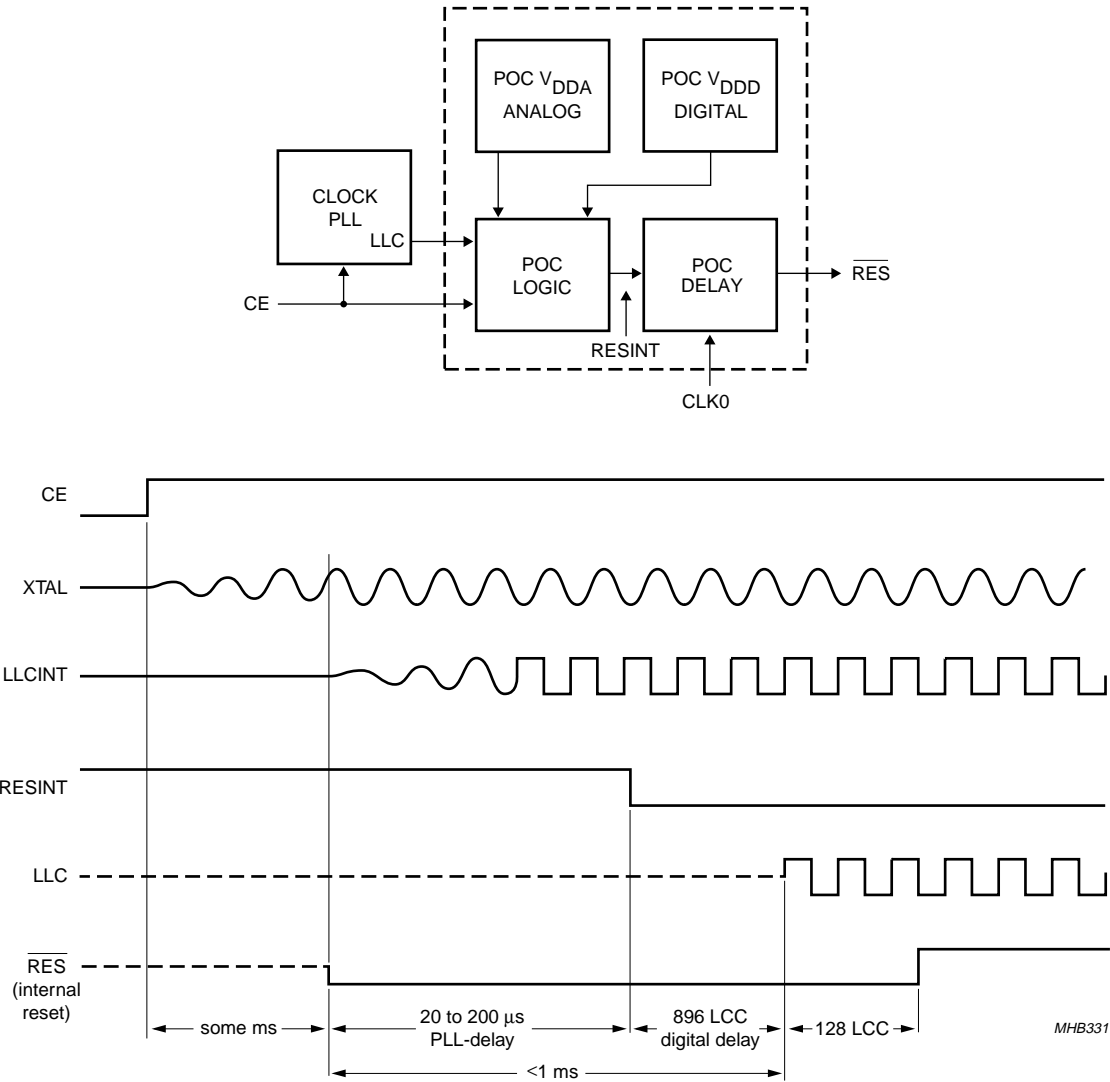 POC VDDA
ANALOG
POC VDDD
DIGITAL
CLOCK
PLL
LLC
POC
LOGIC
POC
DELAY
RES
CE
RESINT
CLK0
CE
XTAL
LLCINT
RESINT
LLC
RES
(internal
reset)
some ms
20 to 200 µs
PLL-delay
896 LCC
digital delay
128 LCC
<1 ms
MHB331